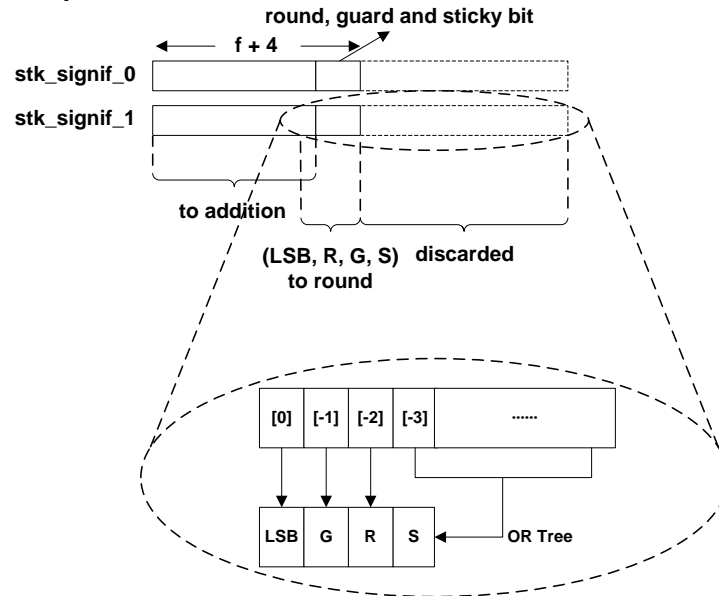 round, guard and sticky bit
f + 4
stk_signif_0
stk_signif_1
to addition
(LSB, R, G, S)
to round
discarded
[0] [-1] [-2] [-3] ......
LSB G R S
OR Tree